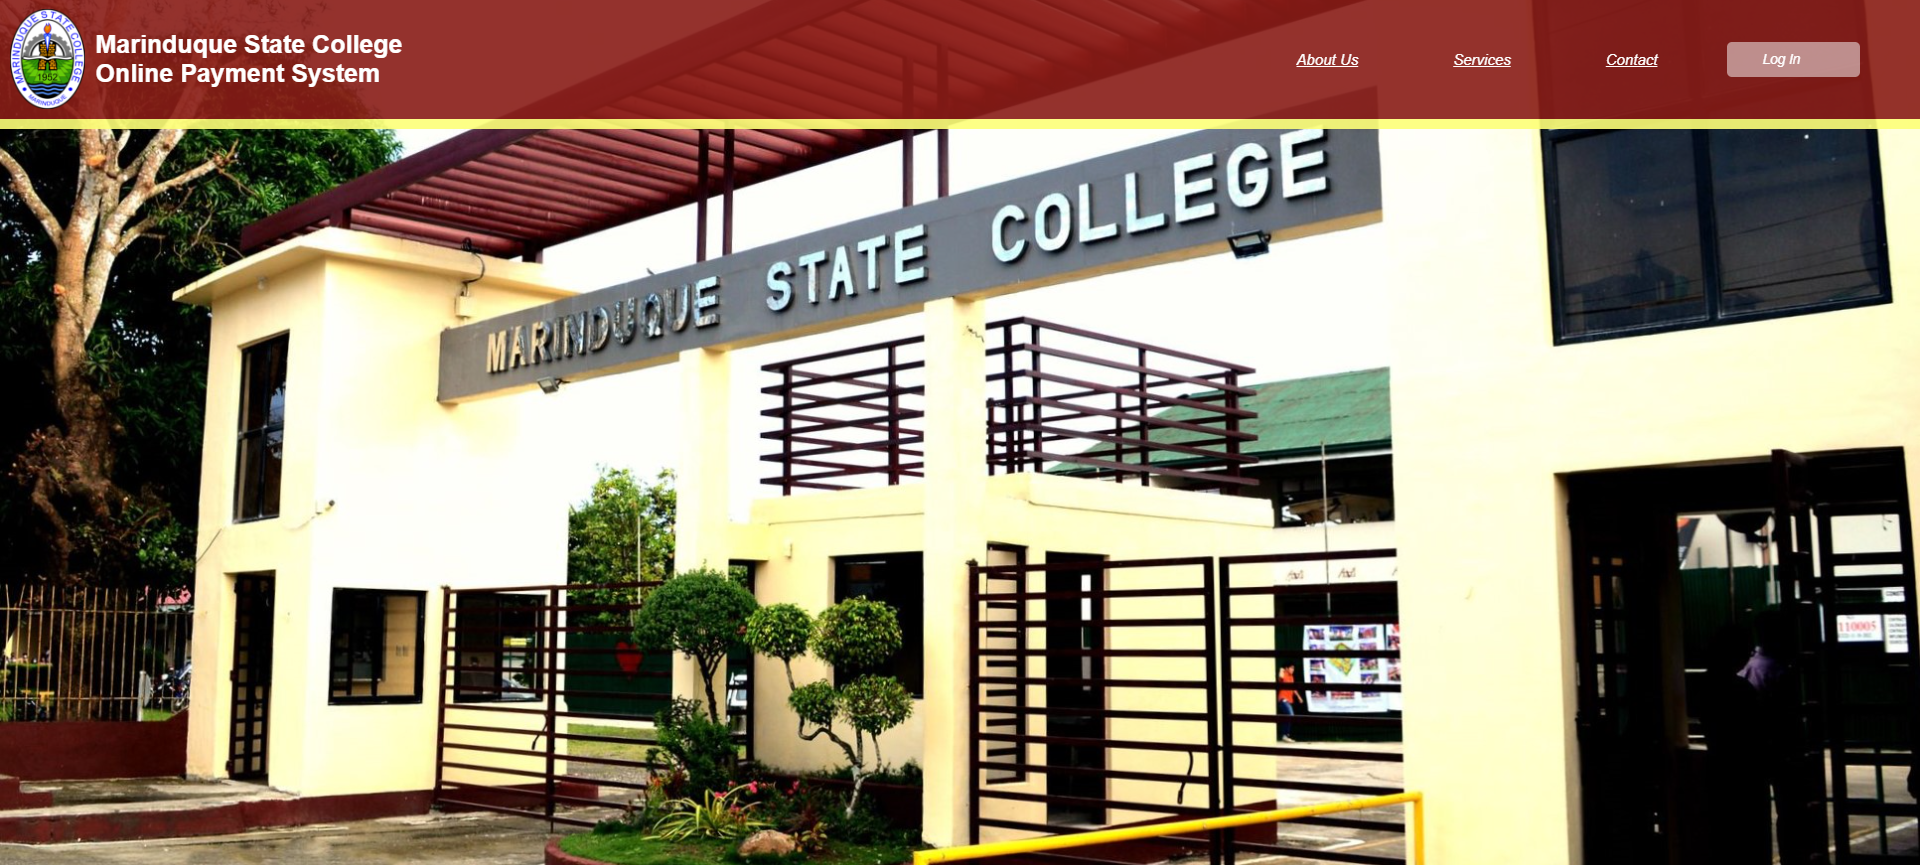 MARINDUQUE STATE COLLEGE
1952
MARINDUQUE
Marinduque State College
Online Payment System
About Us
Services
Contact
Log In
MARINDUQUE STATE COLLEGE
110005